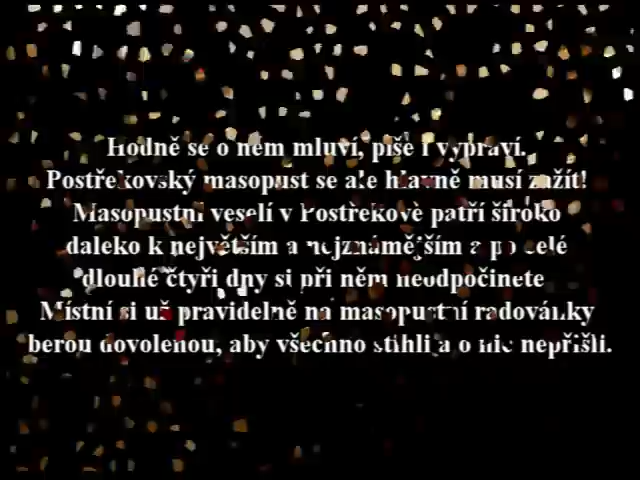 Hodně se o něm mluví, píše i vypráví.
Postřekovský masopust se ale hlavně musí zažít!
Masopustní veselí v Postřekově patří široko
daleko k největším a nejznámějším a po celé
dlouhé čtyři dny si při něm neodpočinete
Místní si už pravidelně na masopustní radovánky
berou dovolenou, aby všechno stihli a o nic nepřišli.